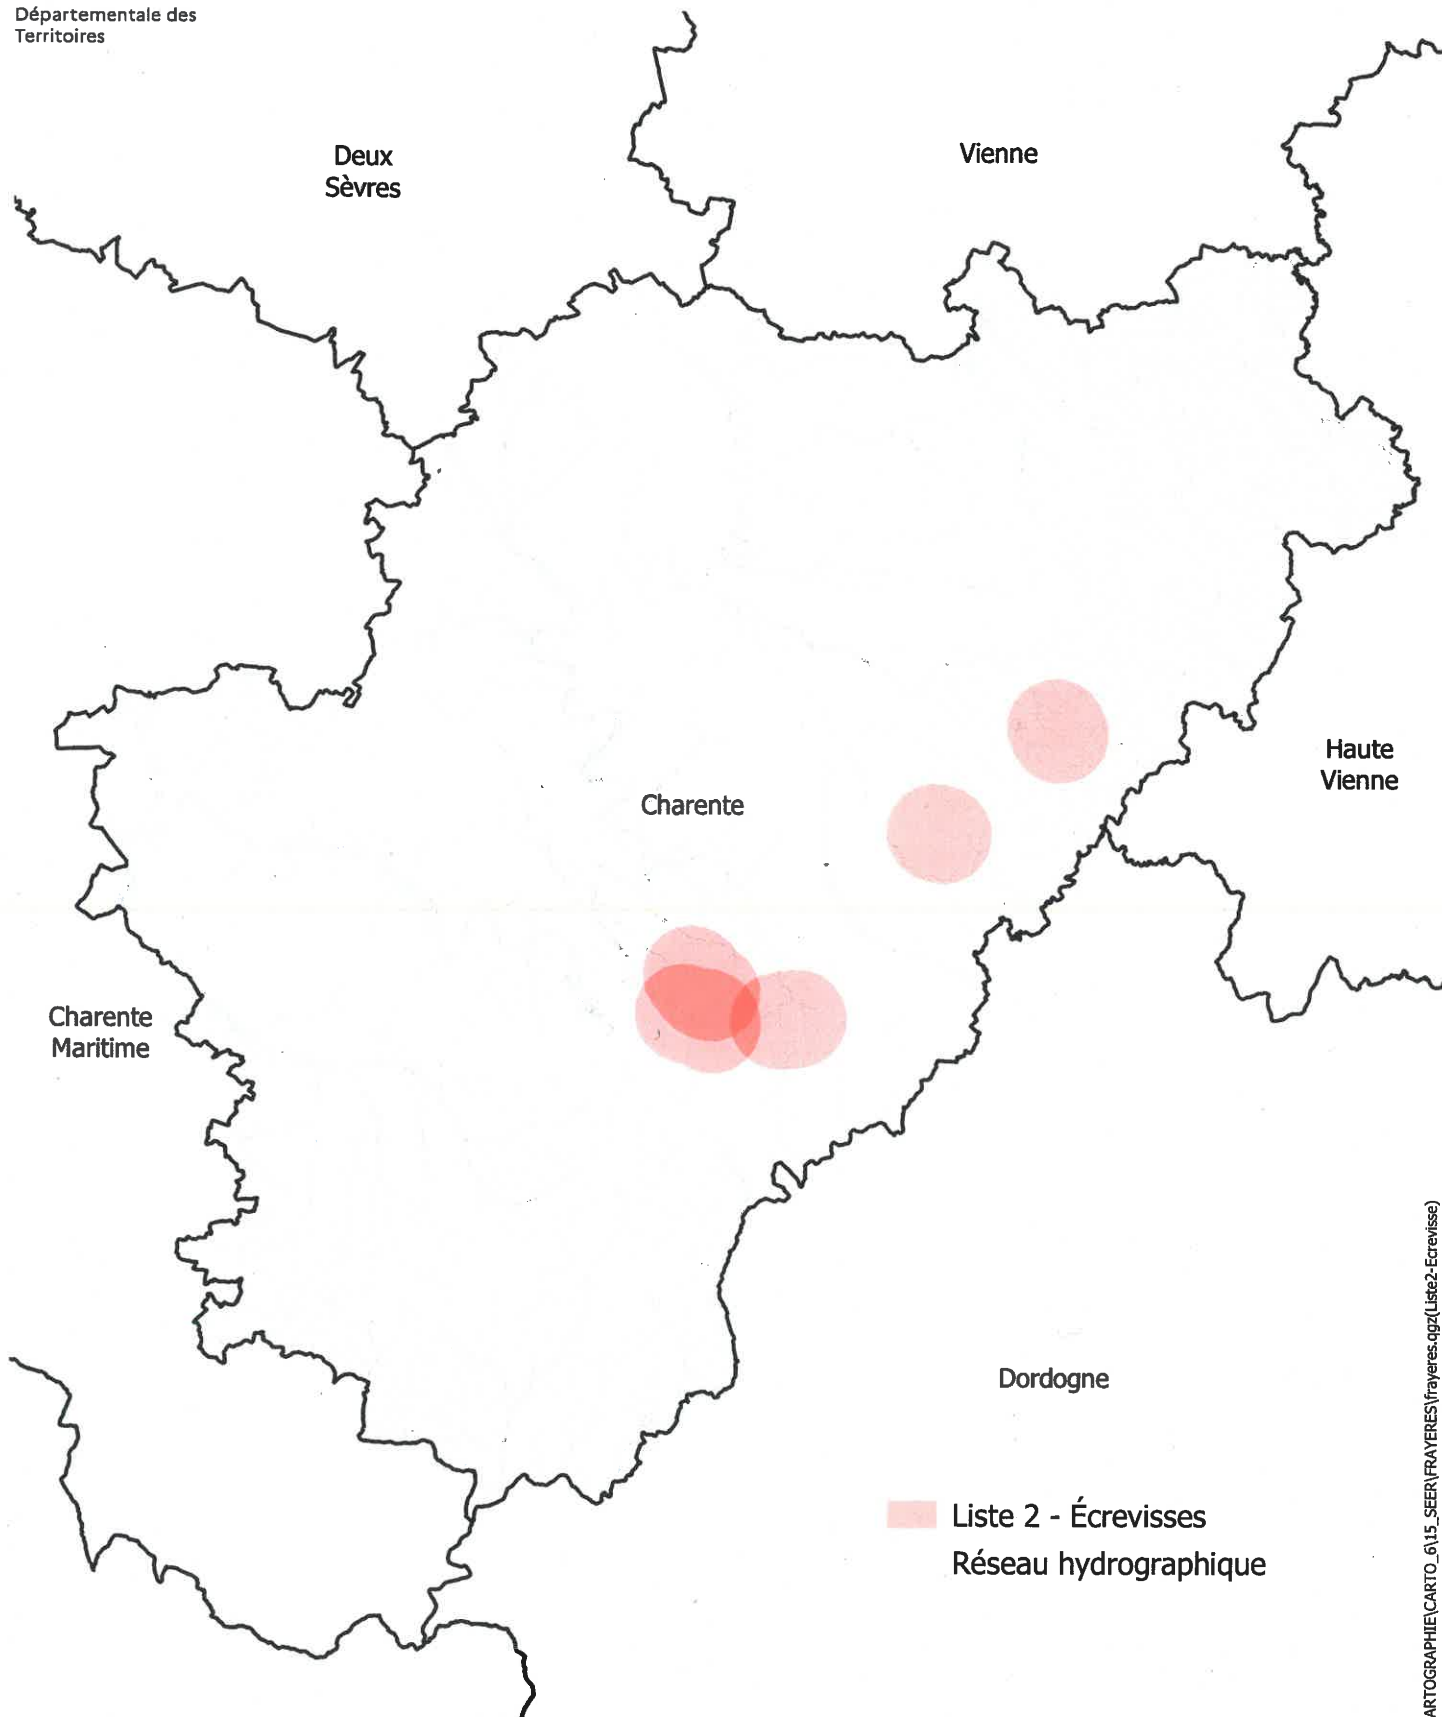 Départementale des
Territoires
Deux
Sèvres
Vienne
Haute
Vienne
Charente
Charente
Maritime
Dordogne
Liste 2 - Écrevisses
Réseau hydrographique
ARTOGRAPHIE\CARTO_6\15_SEER\FRAYERES\frayeres.qgz(Liste2-Ecrevisse)